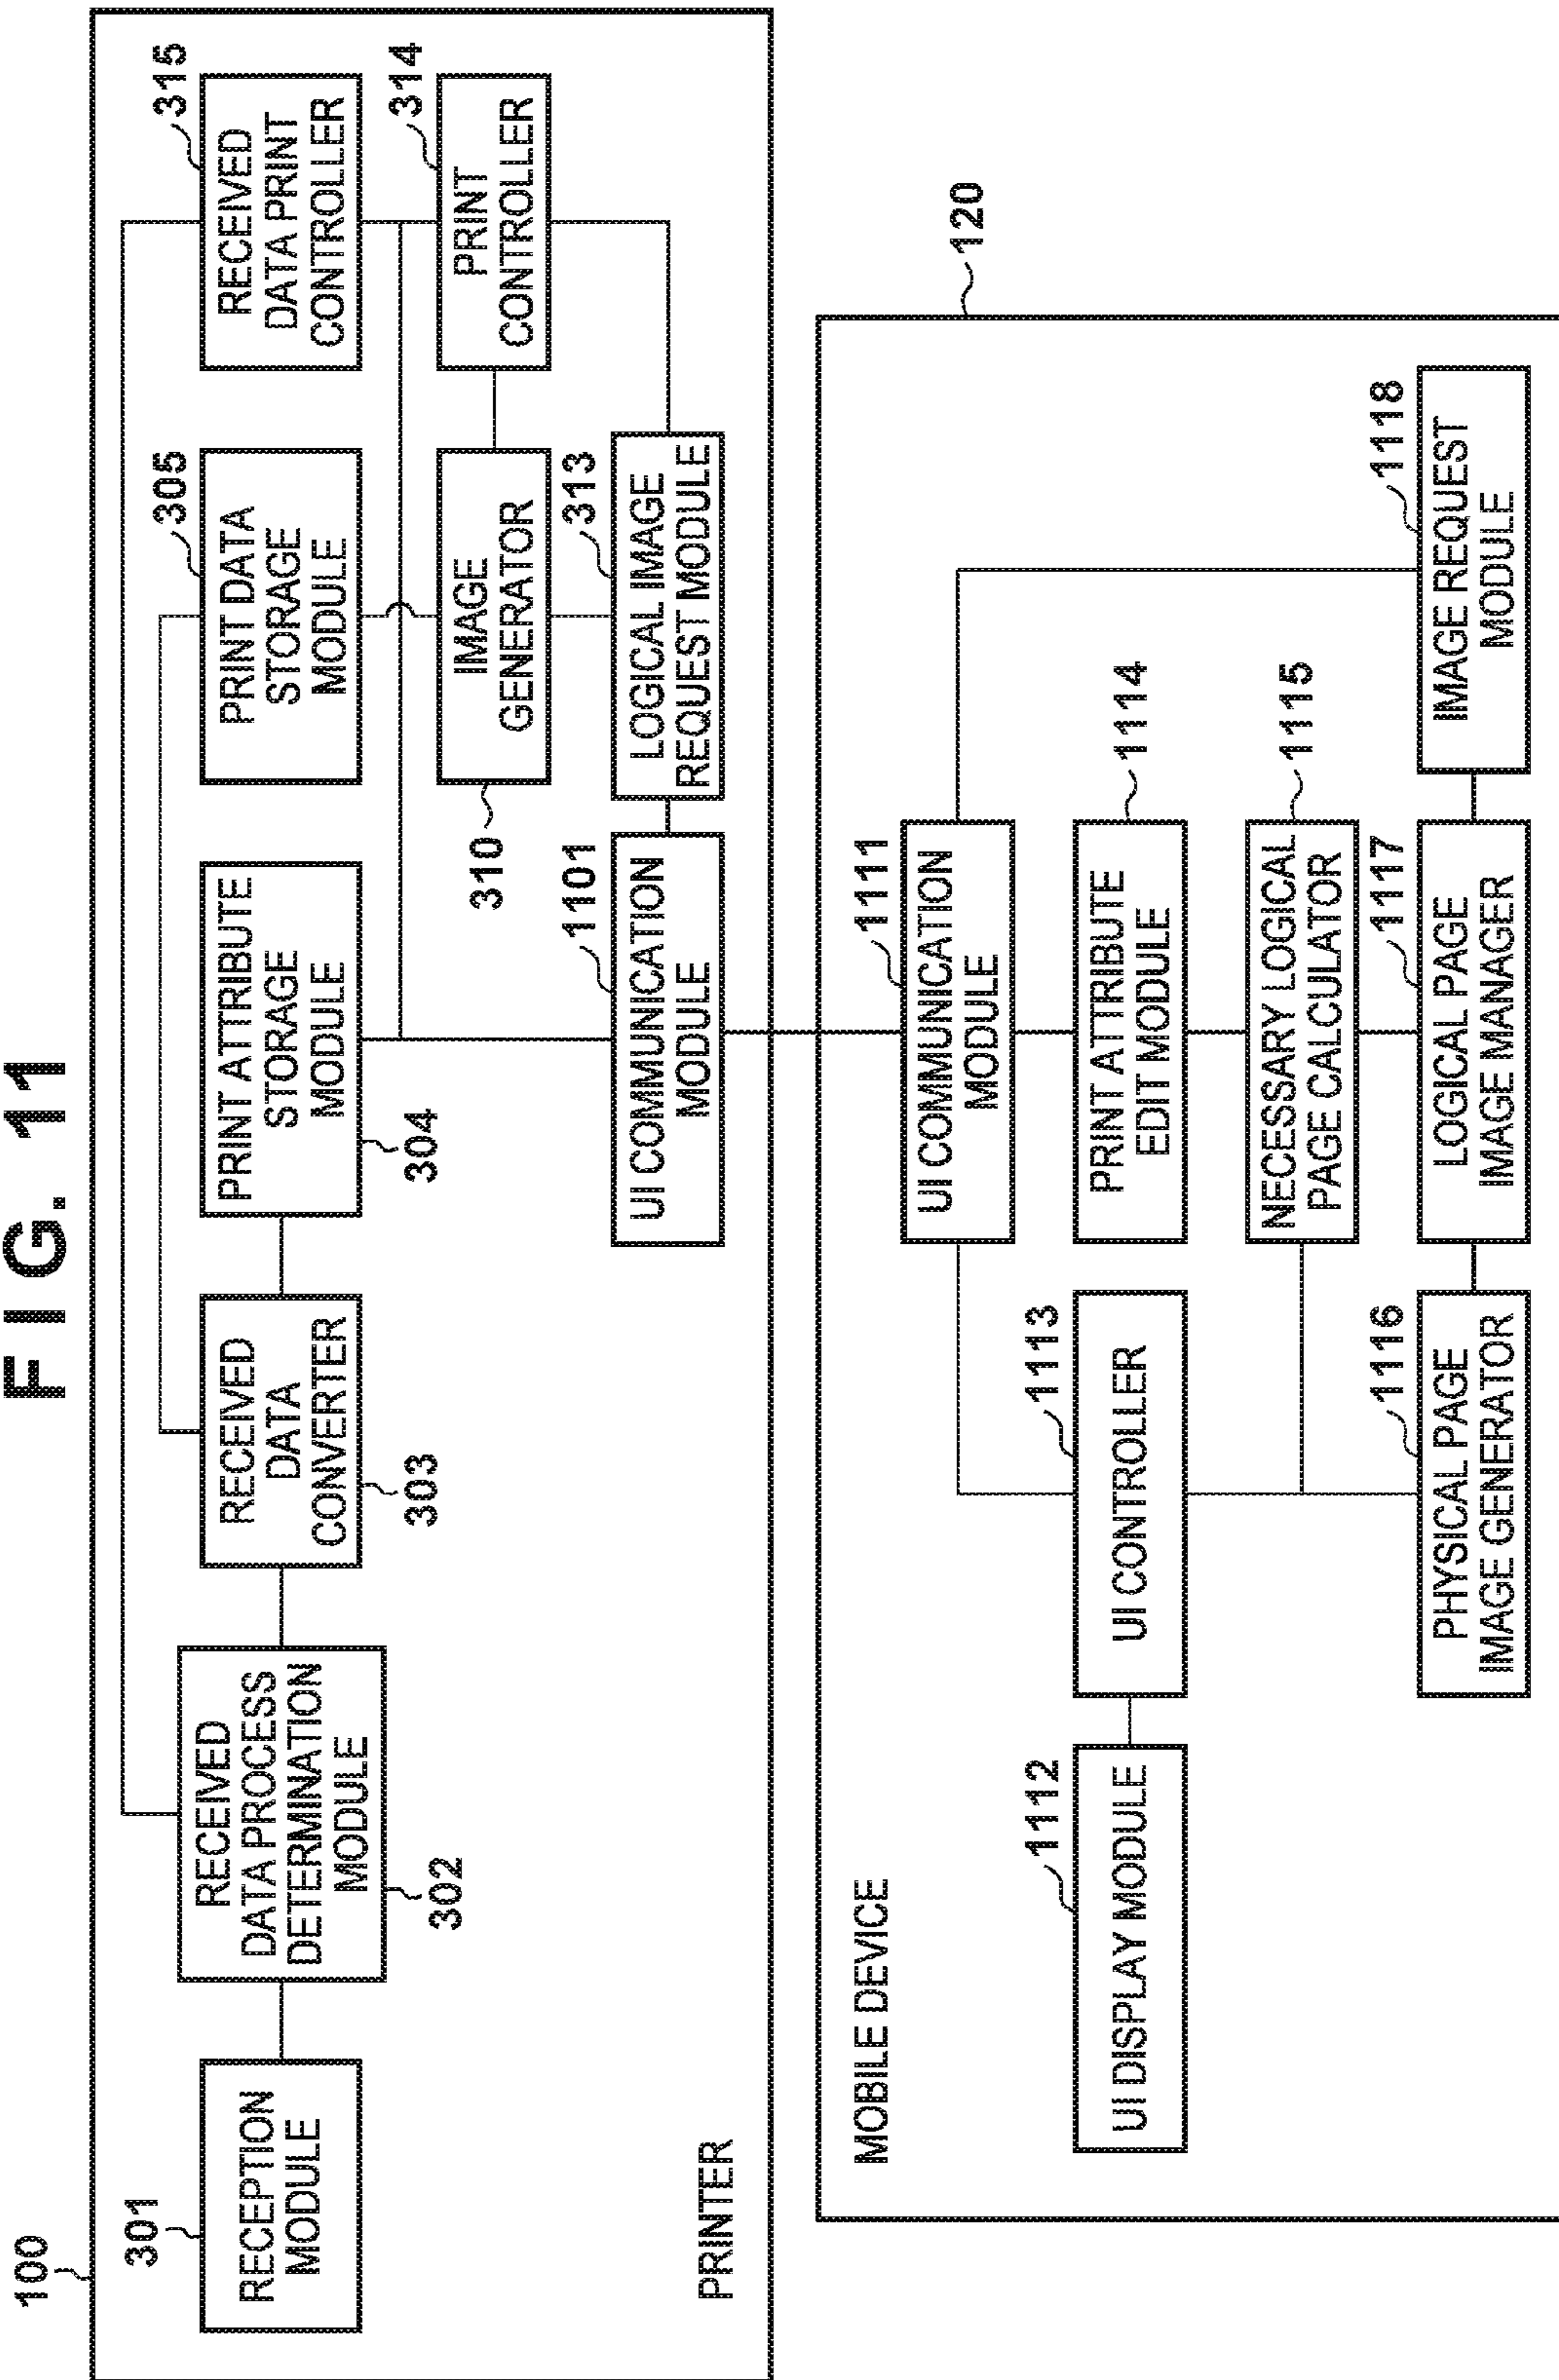 FIG. 11
100
301
RECEPTION
MODULE
RECEIVED
DATA PROCESS
DETERMINATION
MODULE
302
RECEIVED
DATA
CONVERTER
303
PRINT ATTRIBUTE
STORAGE
MODULE
304
305
PRINT DATA
STORAGE
MODULE
315
RECEIVED
DATA PRINT
CONTROLLER
310
IMAGE
GENERATOR
314
PRINT
CONTROLLER
1101
UI COMMUNICATION
MODULE
313
LOGICAL IMAGE
REQUEST MODULE
PRINTER
120
MOBILE DEVICE
1111
UI COMMUNICATION
MODULE
1112
UI DISPLAY MODULE
1113
UI CONTROLLER
PRINT ATTRIBUTE
EDIT MODULE
1114
NECESSARY LOGICAL
PAGE CALCULATOR
1115
1116
PHYSICAL PAGE
IMAGE GENERATOR
1117
LOGICAL PAGE
IMAGE MANAGER
1118
IMAGE REQUEST
MODULE